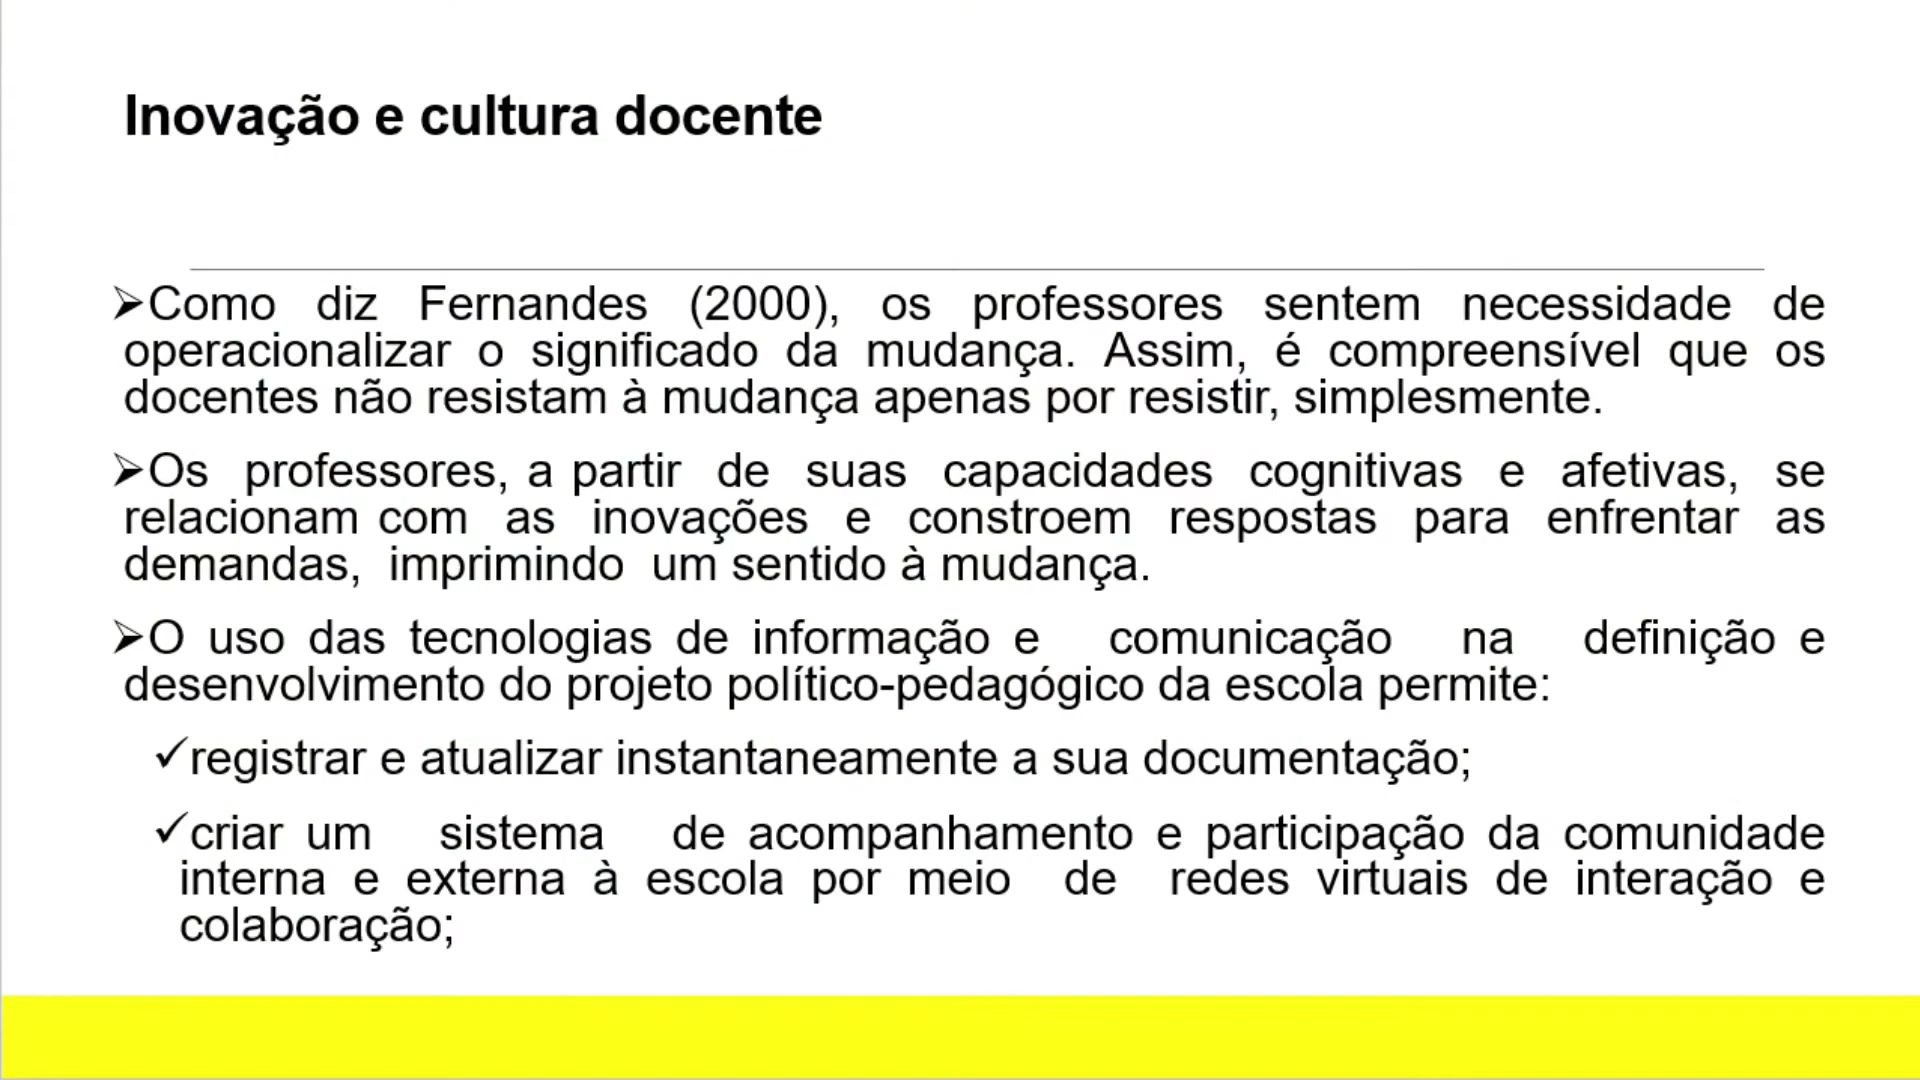 Inovação e cultura docente
➢Como diz Fernandes (2000), os professores sentem necessidade de
operacionalizar o significado da mudança. Assim, é compreensível que os
docentes não resistam à mudança apenas por resistir, simplesmente.
➢Os professores, a partir de suas capacidades cognitivas e afetivas, se
relacionam com as inovações e constroem respostas para enfrentar as
demandas, imprimindo um sentido à mudança.
➢O uso das tecnologias de informação e comunicação na definição e
desenvolvimento do projeto político-pedagógico da escola permite:
✓registrar e atualizar instantaneamente a sua documentação;
✓criar um sistema de acompanhamento e participação da comunidade
interna e externa à escola por meio de redes virtuais de interação e
colaboração;